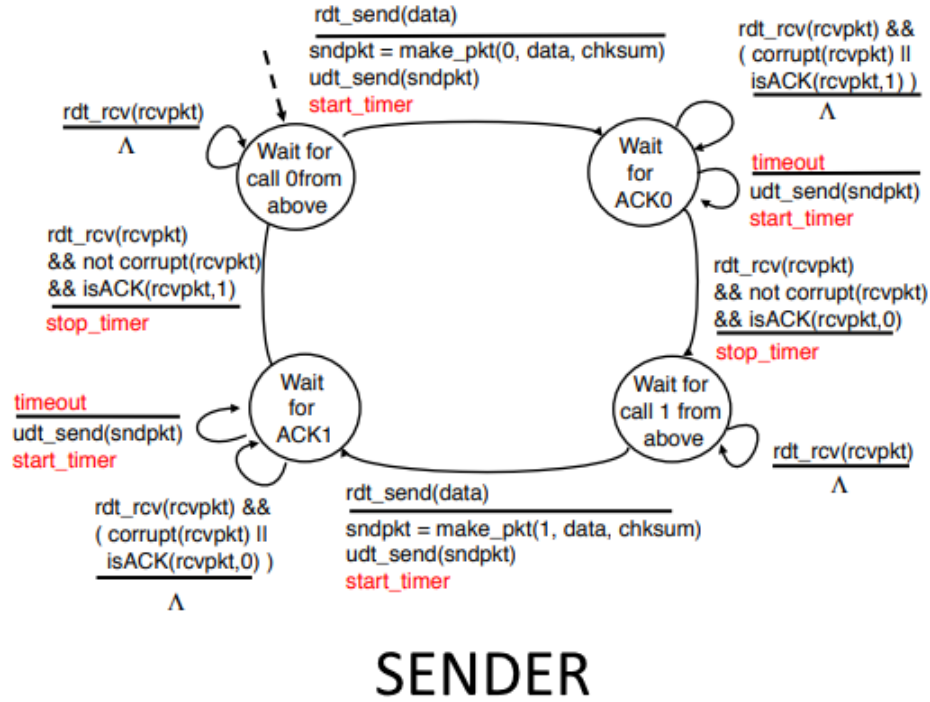 rdt_send(data)
sndpkt = make_pkt(0, data, chksum)
udt_send(sndpkt)
start_timer
rdt_rcv(rcvpkt) &&
( corrupt(rcvpkt) ||
isACK(rcvpkt,1) )
Λ
rdt_rcv(rcvpkt)
Λ
Wait for
call 0from
above
Wait
for
ACK0
timeout
udt_send(sndpkt)
start_timer
rdt_rcv(rcvpkt)
&& not corrupt(rcvpkt)
&& isACK(rcvpkt,1)
stop_timer
rdt_rcv(rcvpkt)
&& not corrupt(rcvpkt)
&& isACK(rcvpkt,0)
stop_timer
Wait
for
ACK1
Wait for
call 1 from
above
timeout
udt_send(sndpkt)
start_timer
rdt_rcv(rcvpkt)
Λ
rdt_rcv(rcvpkt) &&
( corrupt(rcvpkt) ||
isACK(rcvpkt,0) )
Λ
rdt_send(data)
sndpkt = make_pkt(1, data, chksum)
udt_send(sndpkt)
start_timer
SENDER